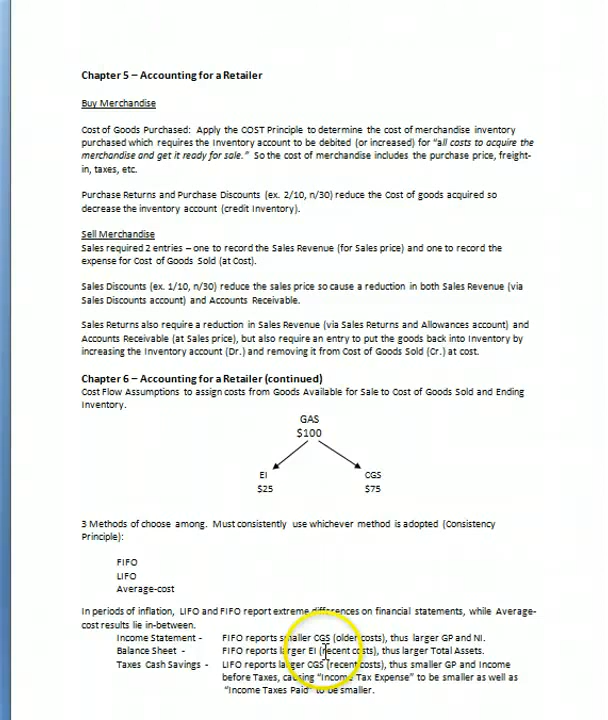 Chapter 5 – Accounting for a Retailer
Buy Merchandise
Cost of Goods Purchased: Apply the COST Principle to determine the cost of merchandise inventory
purchased which requires the Inventory account to be debited (or increased) for "all costs to acquire the
merchandise and get it ready for sale." So the cost of merchandise includes the purchase price, freight-
in, taxes, etc.
Purchase Returns and Purchase Discounts (ex. 2/10, n/30) reduce the Cost of goods acquired so
decrease the inventory account (credit Inventory).
Sell Merchandise
Sales required 2 entries – one to record the Sales Revenue (for Sales price) and one to record the
expense for Cost of Goods Sold (at Cost).
Sales Discounts (ex. 1/10, n/30) reduce the sales price so cause a reduction in both Sales Revenue (via
Sales Discounts account) and Accounts Receivable.
Sales Returns also require a reduction in Sales Revenue (via Sales Returns and Allowances account) and
Accounts Receivable (at Sales price), but also require an entry to put the goods back into Inventory by
increasing the Inventory account (Dr.) and removing it from Cost of Goods Sold (Cr.) at cost.
Chapter 6 – Accounting for a Retailer (continued)
Cost Flow Assumptions to assign costs from Goods Available for Sale to Cost of Goods Sold and Ending
Inventory.
GAS
$100
EI CGS
$25 $75
3 Methods of choose among. Must consistently use whichever method is adopted (Consistency
Principle):
FIFO
LIFO
Average-cost
In periods of inflation, LIFO and FIFO report extreme differences on financial statements, while Average-
cost results lie in-between.
Income Statement - FIFO reports smaller CGS (older costs), thus larger GP and NI.
Balance Sheet - FIFO reports larger EI (recent costs), thus larger Total Assets.
Taxes Cash Savings - LIFO reports larger CGS (recent costs), thus smaller GP and Income
before Taxes, causing "Income Tax Expense" to be smaller as well as
"Income Taxes Paid" to be smaller.